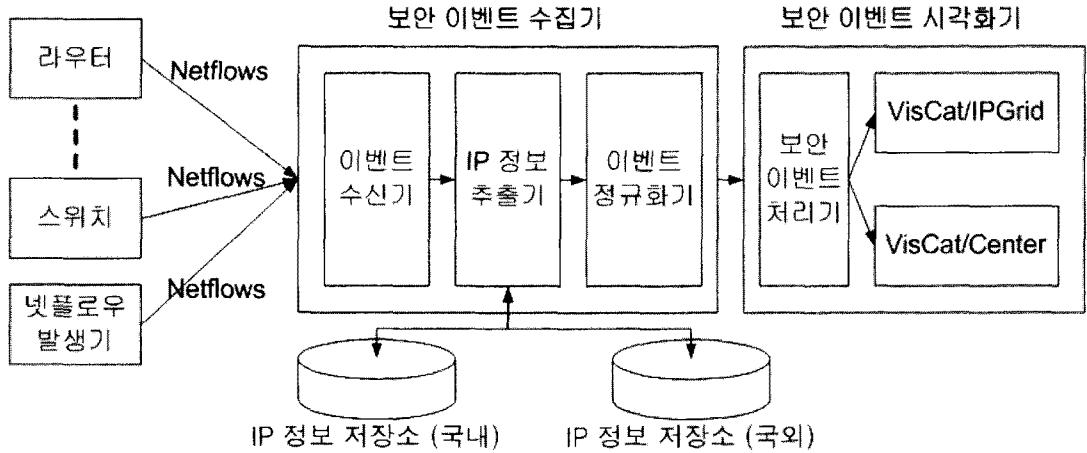 보안 이벤트 수집기
보안 이벤트 시각화기
라우터
Netflows
스위치
Netflows
넷플로우
발생기
Netflows
이벤트
수신기
IP 정보
추출기
이벤트
정규화기
보안
이벤트
처리기
VisCat/IPGrid
VisCat/Center
IP 정보 저장소 (국내)
IP 정보 저장소 (국외)